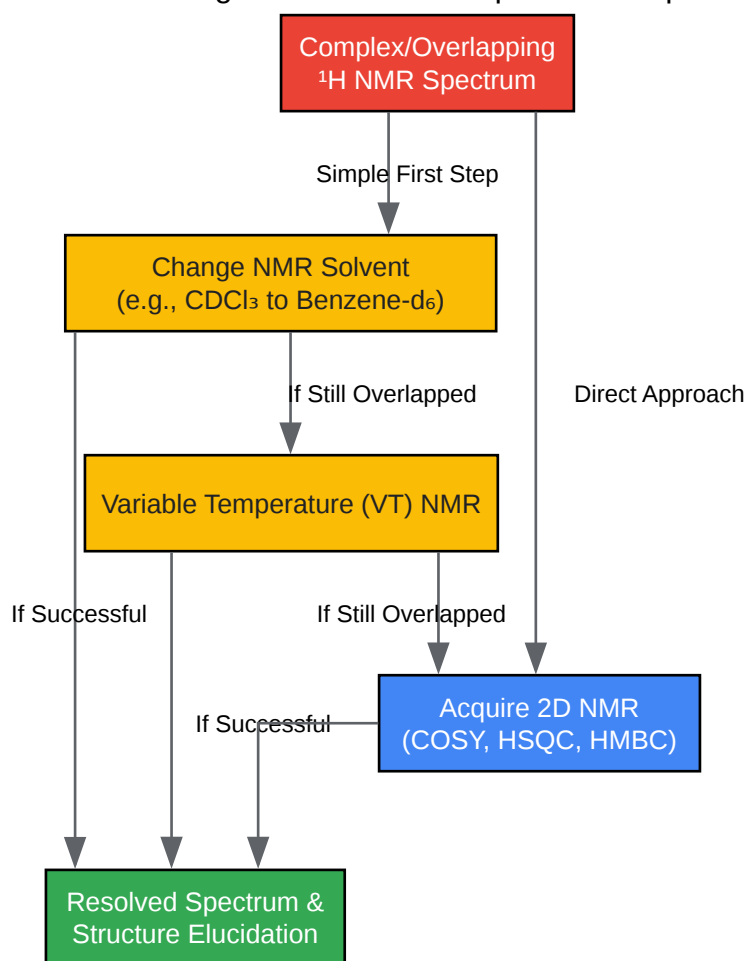 Complex/Overlapping
¹H NMR Spectrum
Simple First Step
Change NMR Solvent
(e.g., CDCl₃ to Benzene-d₆)
If Still Overlapped
Direct Approach
Variable Temperature (VT) NMR
If Successful
If Still Overlapped
Acquire 2D NMR
(COSY, HSQC, HMBC)
If Successful
Resolved Spectrum &
Structure Elucidation